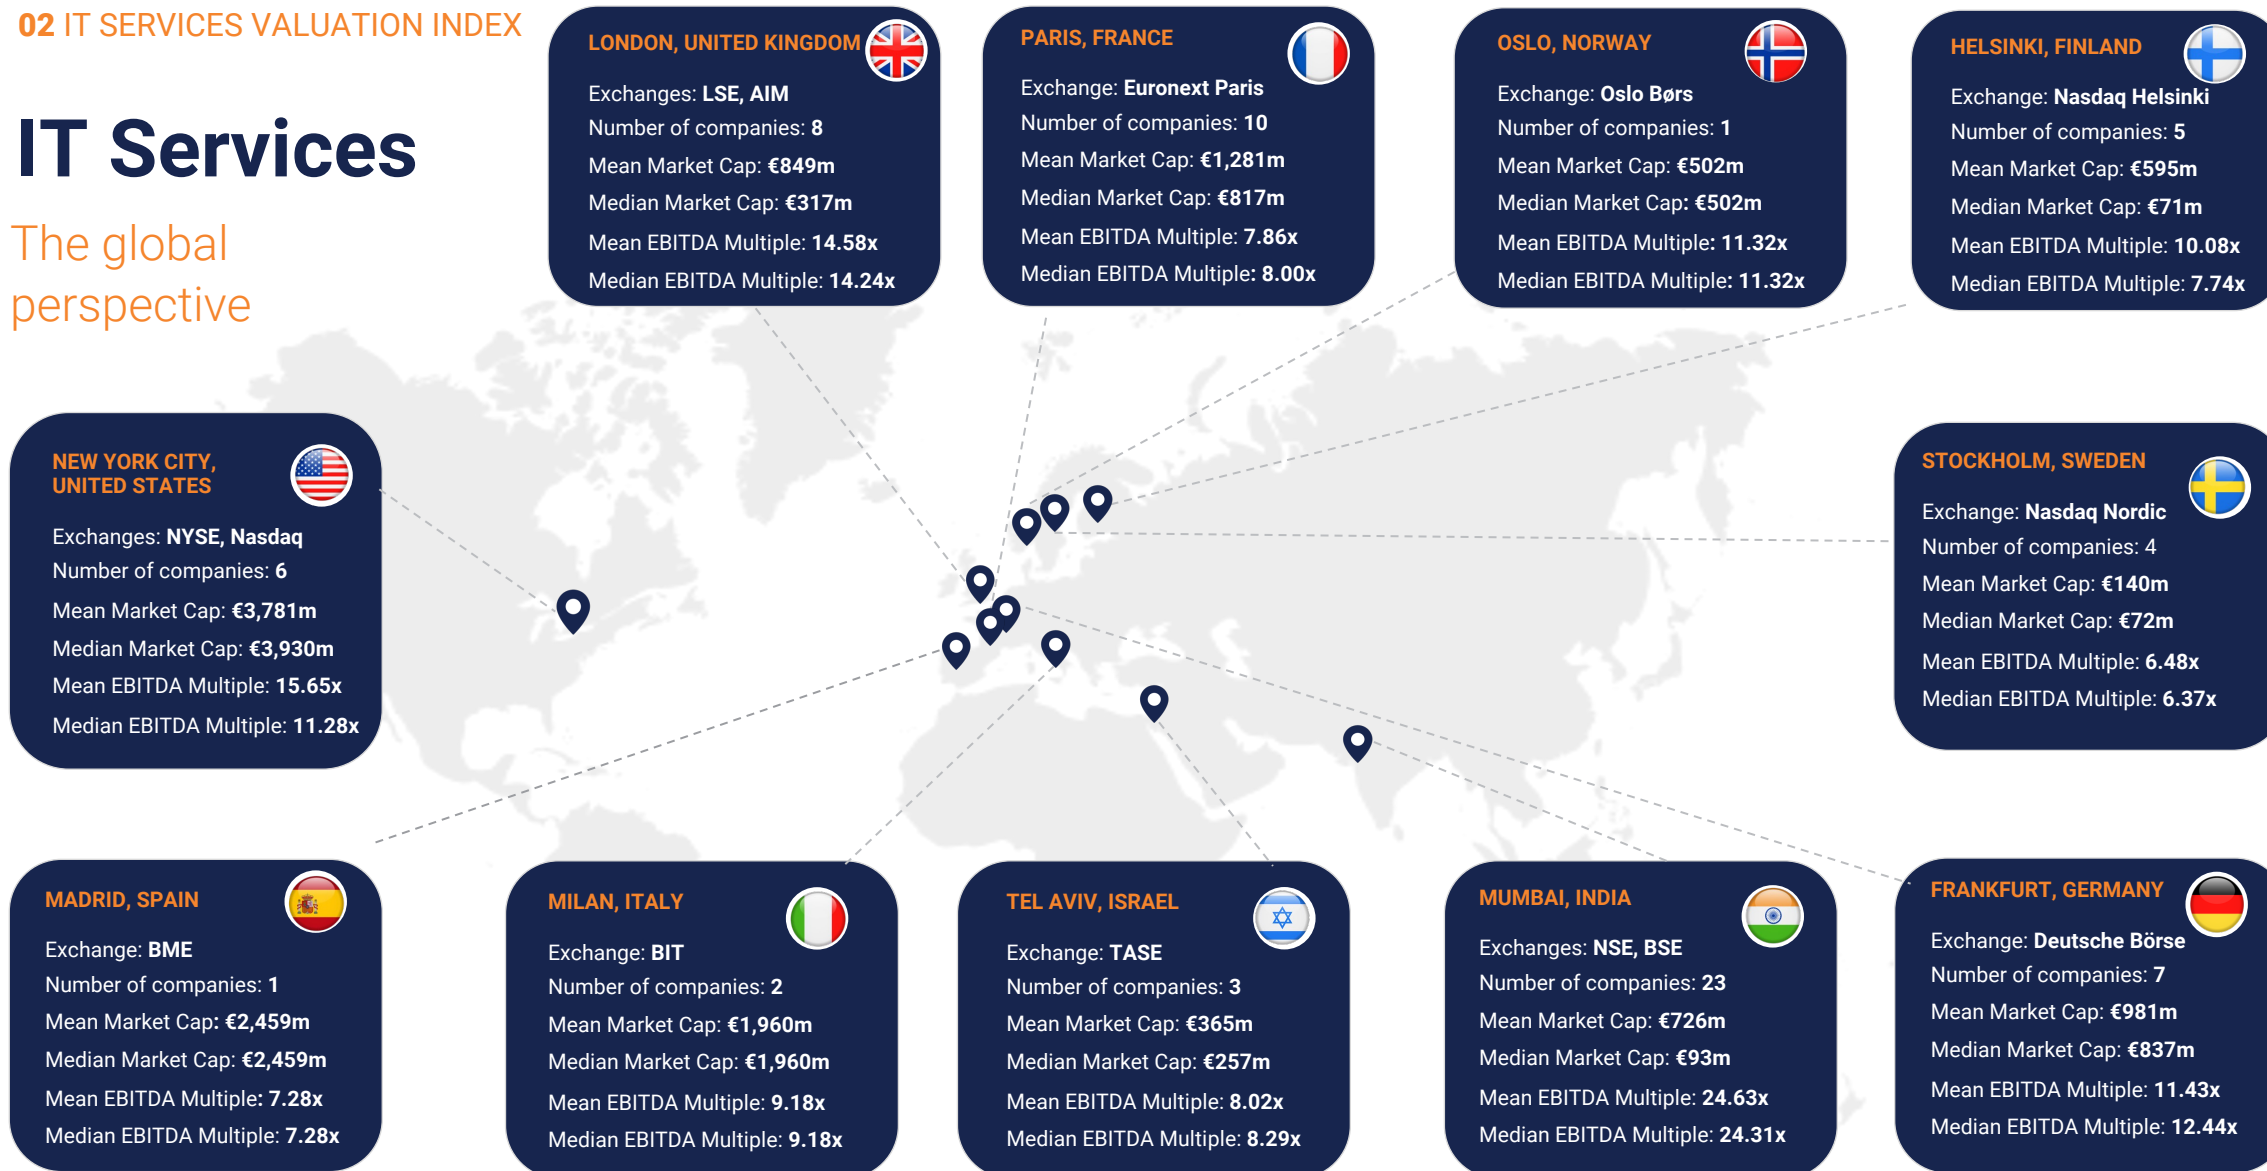 02 IT SERVICES VALUATION INDEX
IT Services
The global
perspective
LONDON, UNITED KINGDOM
Exchanges: LSE, AIM
Number of companies: 8
Mean Market Cap: €849m
Median Market Cap: €317m
Mean EBITDA Multiple: 14.58x
Median EBITDA Multiple: 14.24x
PARIS, FRANCE
Exchange: Euronext Paris
Number of companies: 10
Mean Market Cap: €1,281m
Median Market Cap: €817m
Mean EBITDA Multiple: 7.86x
Median EBITDA Multiple: 8.00x
OSLO, NORWAY
Exchange: Oslo Børs
Number of companies: 1
Mean Market Cap: €502m
Median Market Cap: €502m
Mean EBITDA Multiple: 11.32x
Median EBITDA Multiple: 11.32x
HELSINKI, FINLAND
Exchange: Nasdaq Helsinki
Number of companies: 5
Mean Market Cap: €595m
Median Market Cap: €71m
Mean EBITDA Multiple: 10.08x
Median EBITDA Multiple: 7.74x
NEW YORK CITY,
UNITED STATES
Exchanges: NYSE, Nasdaq
Number of companies: 6
Mean Market Cap: €3,781m
Median Market Cap: €3,930m
Mean EBITDA Multiple: 15.65x
Median EBITDA Multiple: 11.28x
STOCKHOLM, SWEDEN
Exchange: Nasdaq Nordic
Number of companies: 4
Mean Market Cap: €140m
Median Market Cap: €72m
Mean EBITDA Multiple: 6.48x
Median EBITDA Multiple: 6.37x
MADRID, SPAIN
Exchange: BME
Number of companies: 1
Mean Market Cap: €2,459m
Median Market Cap: €2,459m
Mean EBITDA Multiple: 7.28x
Median EBITDA Multiple: 7.28x
MILAN, ITALY
Exchange: BIT
Number of companies: 2
Mean Market Cap: €1,960m
Median Market Cap: €1,960m
Mean EBITDA Multiple: 9.18x
Median EBITDA Multiple: 9.18x
TEL AVIV, ISRAEL
Exchange: TASE
Number of companies: 3
Mean Market Cap: €365m
Median Market Cap: €257m
Mean EBITDA Multiple: 8.02x
Median EBITDA Multiple: 8.29x
MUMBAI, INDIA
Exchanges: NSE, BSE
Number of companies: 23
Mean Market Cap: €726m
Median Market Cap: €93m
Mean EBITDA Multiple: 24.63x
Median EBITDA Multiple: 24.31x
FRANKFURT, GERMANY
Exchange: Deutsche Börse
Number of companies: 7
Mean Market Cap: €981m
Median Market Cap: €837m
Mean EBITDA Multiple: 11.43x
Median EBITDA Multiple: 12.44x